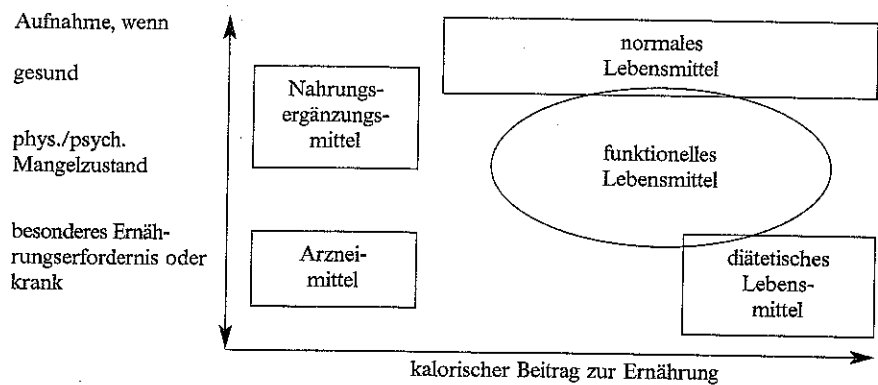 Aufnahme, wenn
gesund
phys./psych.
Mangelzustand
besonderes Ernäh-
rungserfordernis oder
krank
normales
Lebensmittel
Nahrungs-
ergänzungs-
mittel
funktionelles
Lebensmittel
Arznei-
mittel
diätetisches
Lebens-
mittel
kalorischer Beitrag zur Ernährung